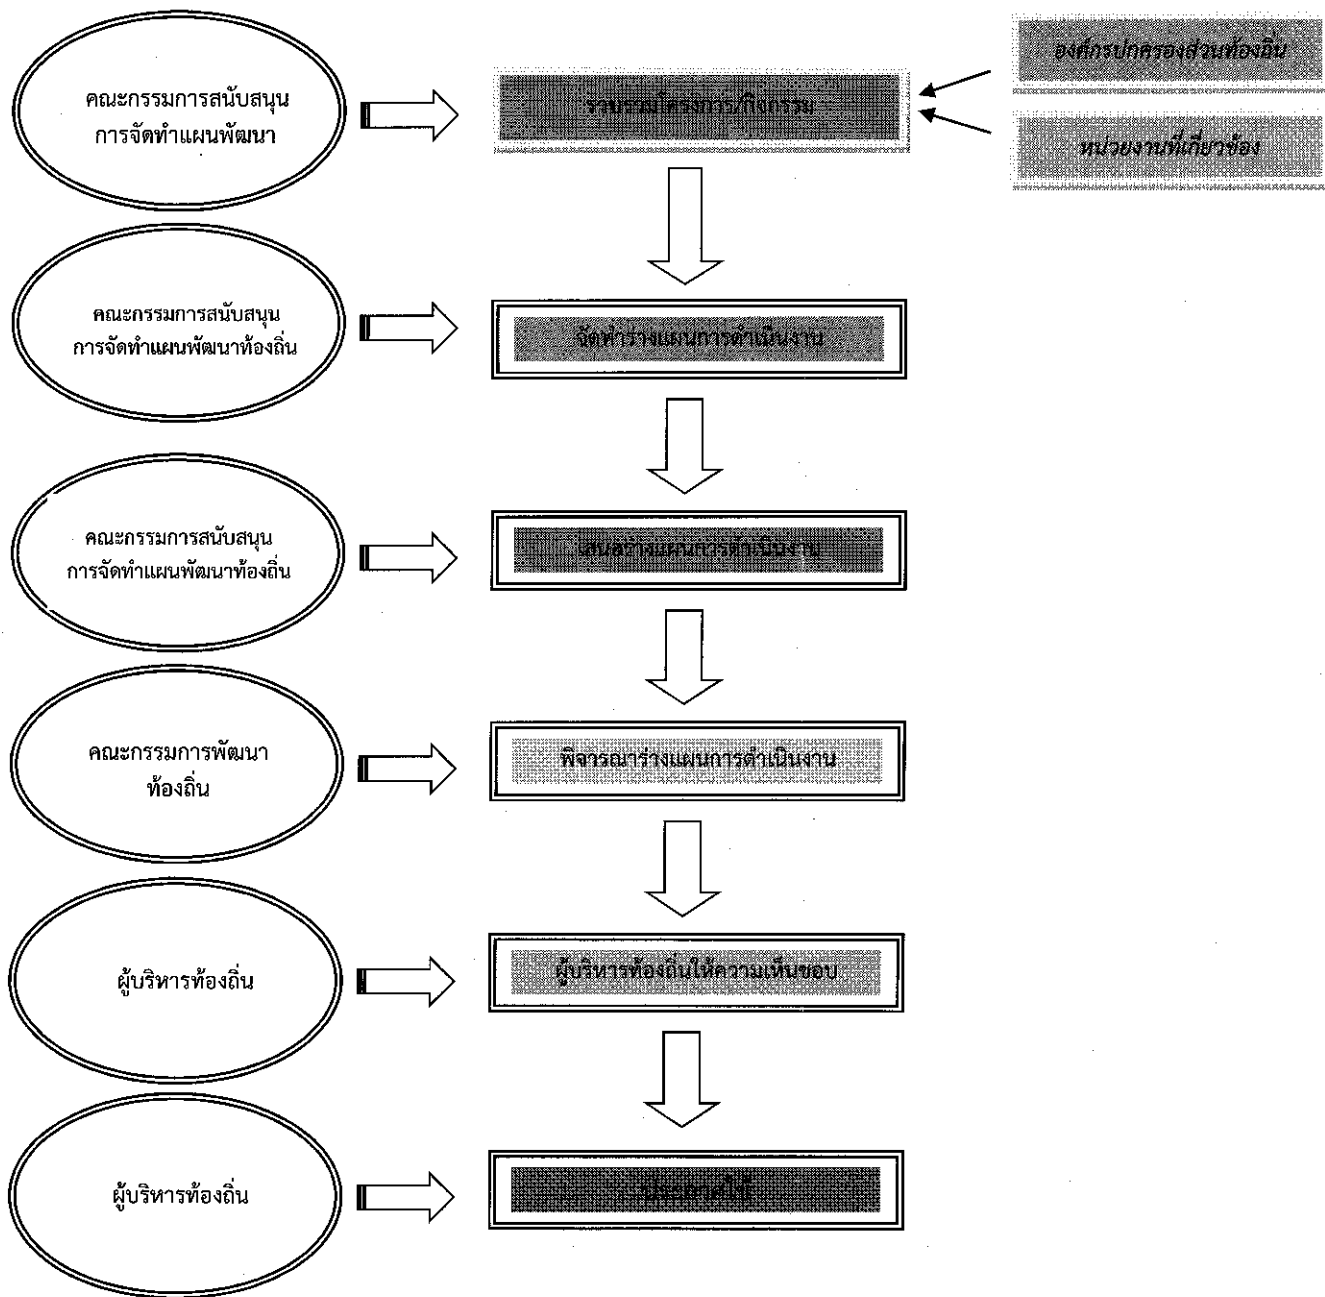 คณะกรรมการสนับสนุน
การจัดทำแผนพัฒนา
รวบรวมโครงการ/กิจกรรม
องค์กรปกครองส่วนท้องถิ่น
หน่วยงานที่เกี่ยวข้อง
คณะกรรมการสนับสนุน
การจัดทำแผนพัฒนาท้องถิ่น
จัดทำร่างแผนการดำเนินงาน
คณะกรรมการสนับสนุน
การจัดทำแผนพัฒนาท้องถิ่น
เสนอร่างแผนการดำเนินงาน
คณะกรรมการพัฒนา
ท้องถิ่น
พิจารณาร่างแผนการดำเนินงาน
ผู้บริหารท้องถิ่น
ผู้บริหารท้องถิ่นให้ความเห็นชอบ
ผู้บริหารท้องถิ่น
ประกาศใช้